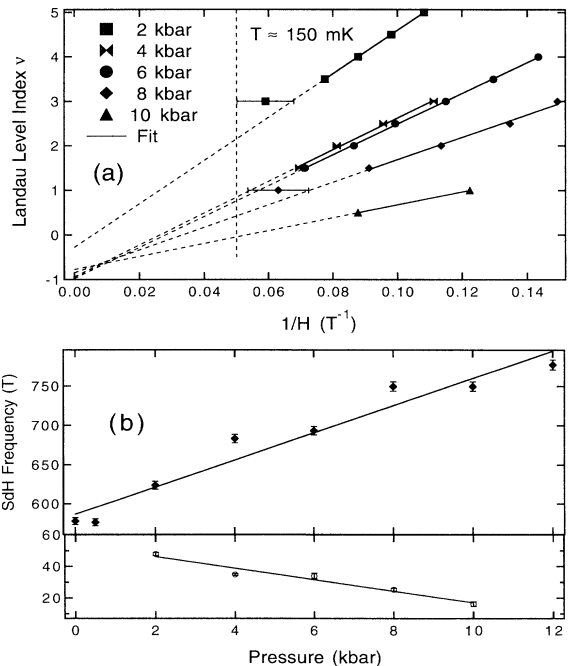 5
4
3
2
1
0
-1
Landau Level Index ν
2 kbar
4 kbar
6 kbar
8 kbar
10 kbar
Fit
T ≈ 150 mK
(a)
0.00 0.02 0.04 0.06 0.08 0.10 0.12 0.14
1/H (T⁻¹)
750
700
650
600
60
40
20
SdH Frequency (T)
(b)
0 2 4 6 8 10 12
Pressure (kbar)